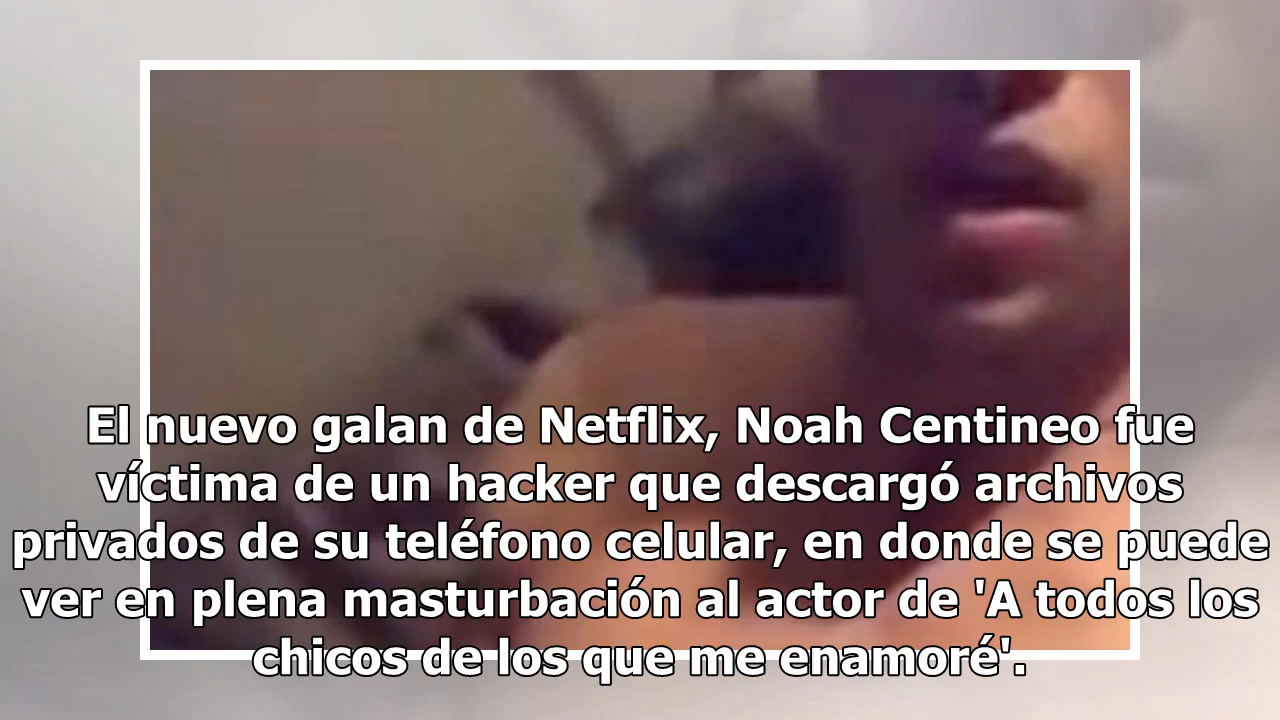 El nuevo galan de Netflix, Noah Centineo fue
víctima de un hacker que descargó archivos
privados de su teléfono celular, en donde se puede
ver en plena masturbación al actor de 'A todos los
chicos de los que me enamoré'.